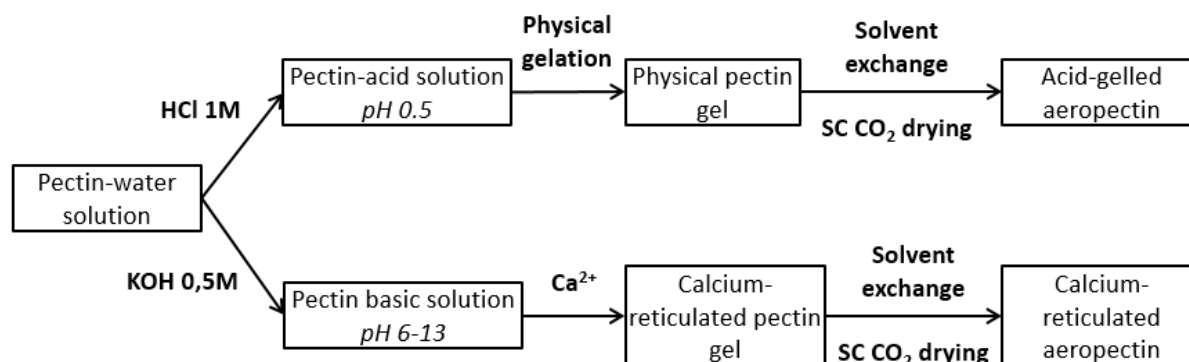 Physical
gelation
Solvent
exchange
Pectin-acid solution
pH 0.5
Physical pectin
gel
Acid-gelled
aeropectin
HCl 1M
SC CO₂ drying
Pectin-water
solution
KOH 0,5M
Pectin basic solution
pH 6-13
Ca²⁺
Calcium-
reticulated pectin
gel
Solvent
exchange
SC CO₂ drying
Calcium-
reticulated
aeropectin